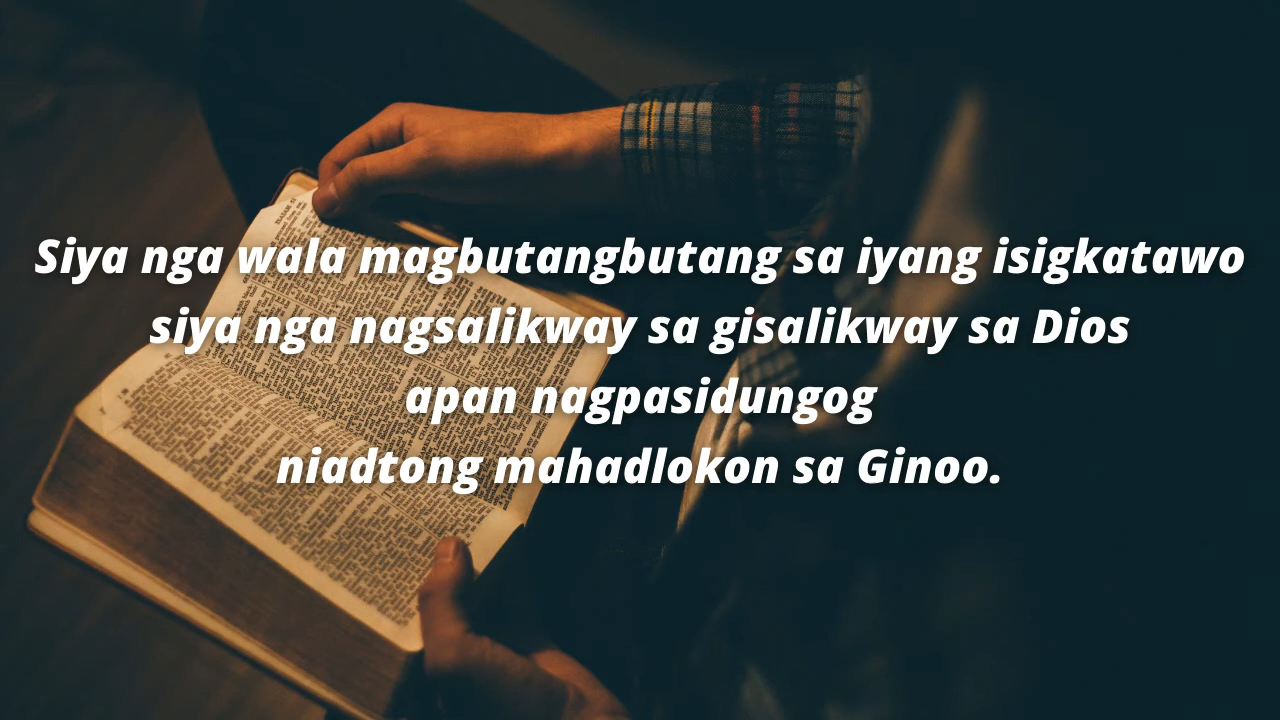 Siya nga wala magbutangbutang sa iyang isigkatawo
siya nga nagsalikway sa gisalikway sa Dios
apan nagpasidungog
niadtong mahadlokon sa Ginoo.